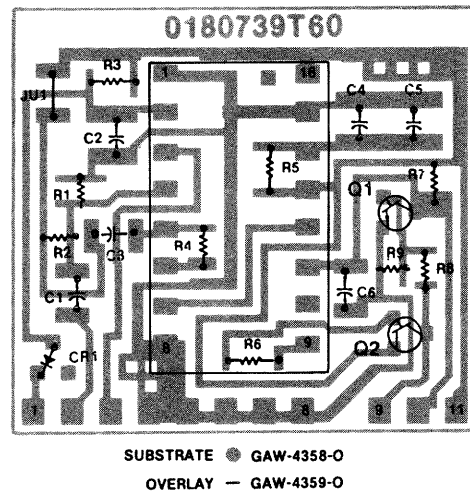 0180739T60
R3
1
16
JU1
C4
C5
C2
R5
R7
R1
Q1
R4
R2
C3
R9
R8
C1
C6
R6
Q2
8
9
CR1
1
8
9
11
SUBSTRATE GAW-4358-O
OVERLAY — GAW-4359-O